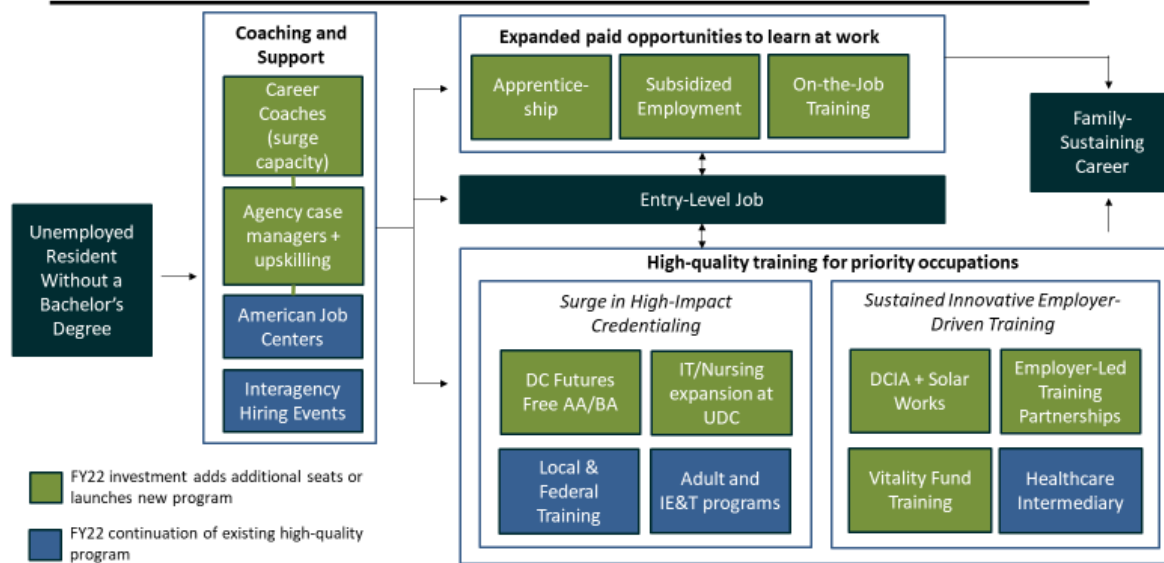 Coaching and
Support
Career
Coaches
(surge
capacity)
Agency case
managers +
upskilling
American Job
Centers
Interagency
Hiring Events
Unemployed
Resident
Without a
Bachelor's
Degree
Expanded paid opportunities to learn at work
Apprentice-
ship
Subsidized
Employment
On-the-Job
Training
Family-
Sustaining
Career
Entry-Level Job
High-quality training for priority occupations
Surge in High-Impact
Credentialing
DC Futures
Free AA/BA
IT/Nursing
expansion at
UDC
Local &
Federal
Training
Adult and
IE&T programs
Sustained Innovative Employer-
Driven Training
DCIA + Solar
Works
Employer-Led
Training
Partnerships
Vitality Fund
Training
Healthcare
Intermediary
FY22 investment adds additional seats or
launches new program
FY22 continuation of existing high-quality
program